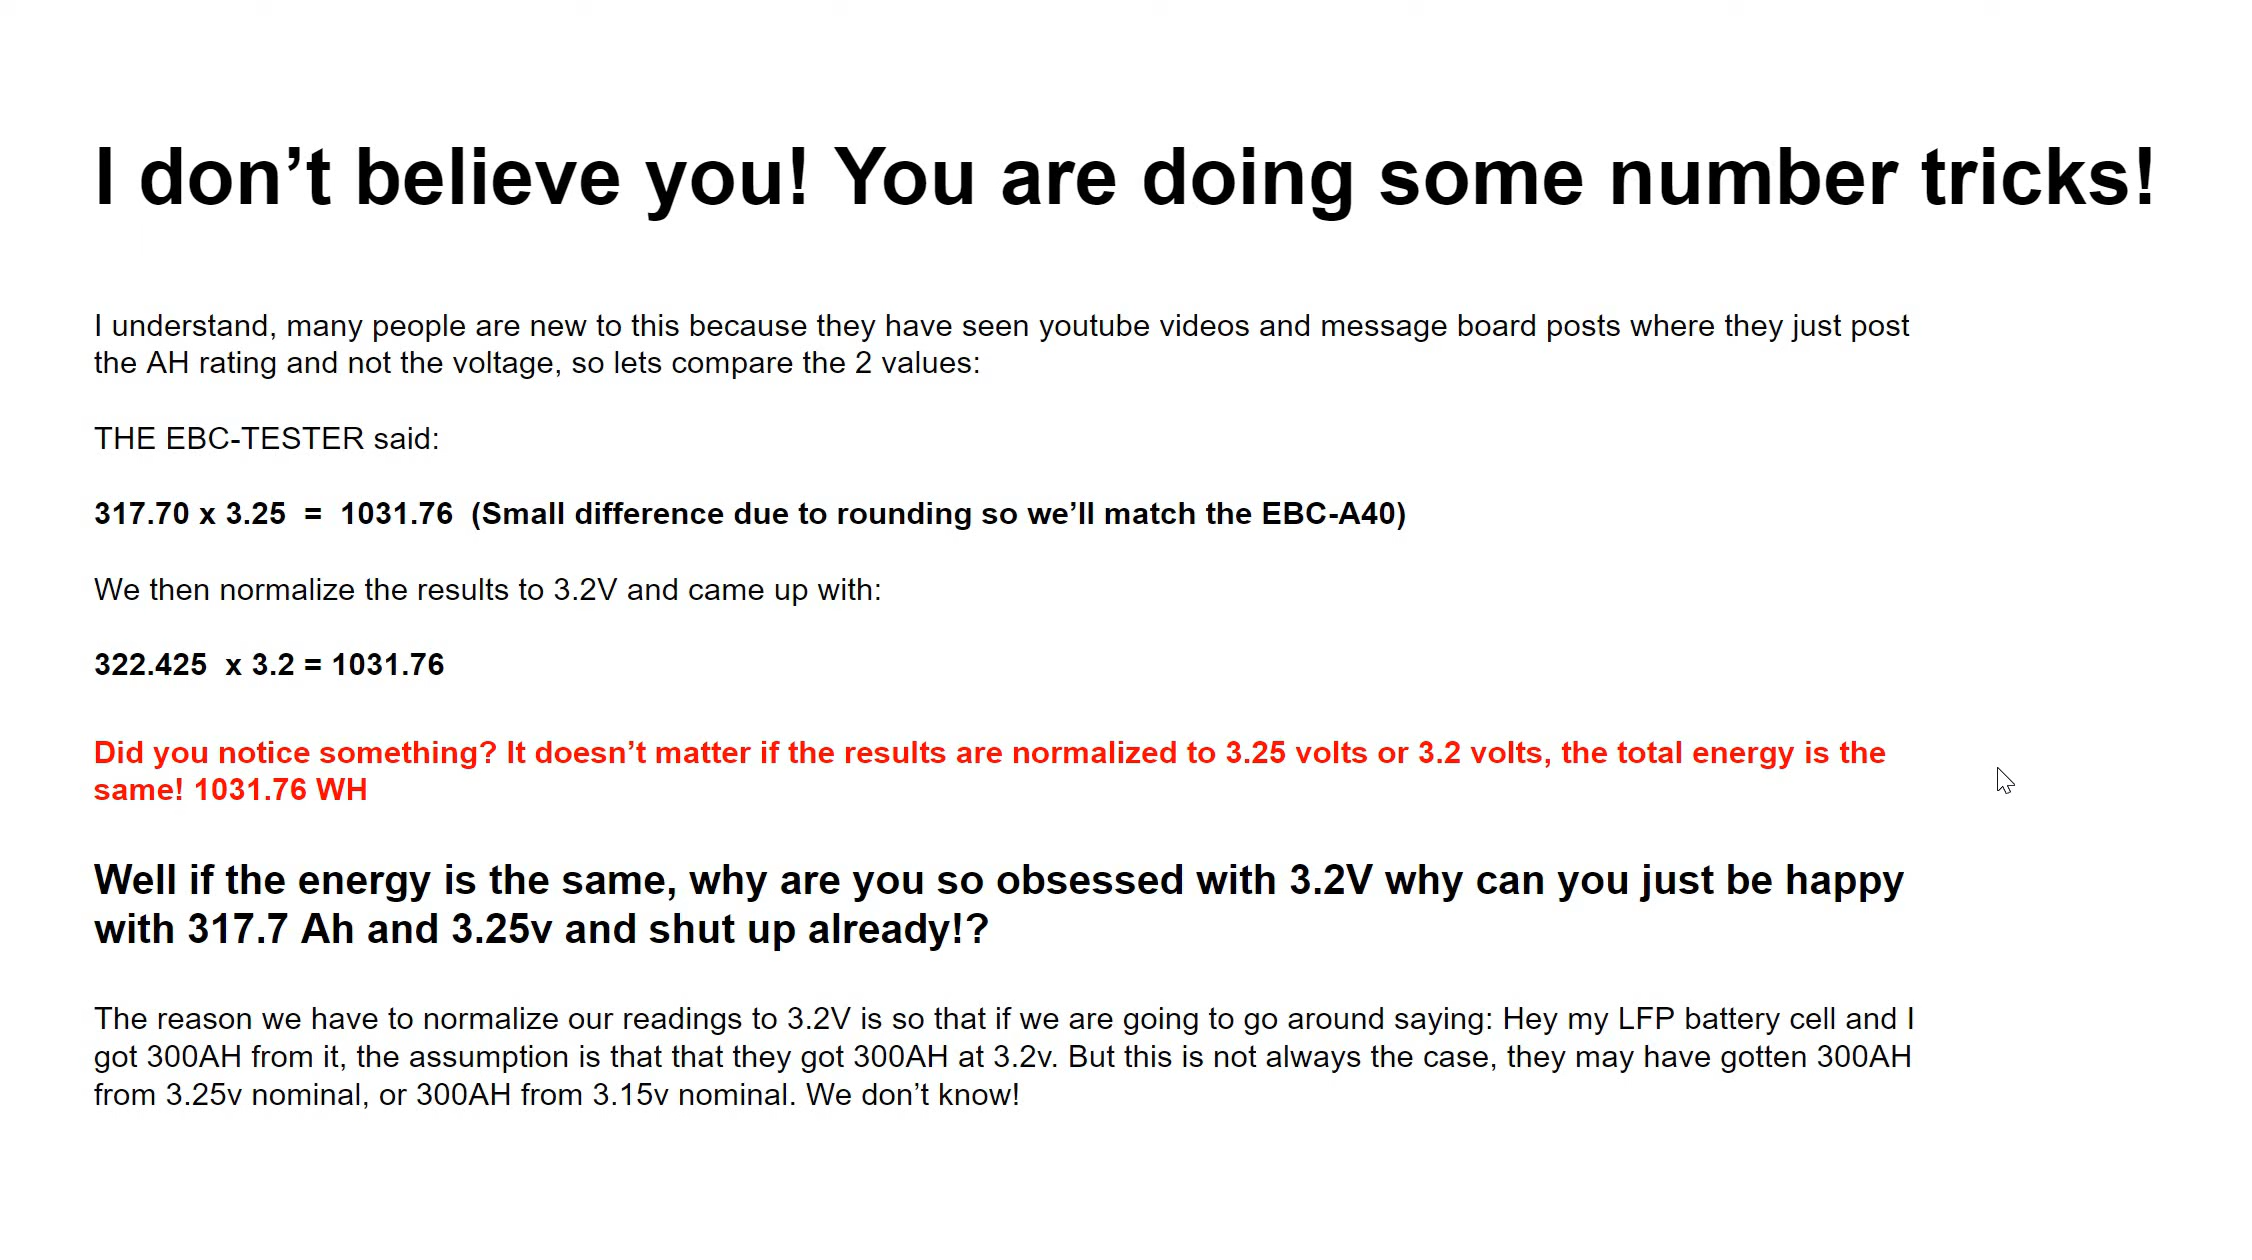 I don’t believe you! You are doing some number tricks!
I understand, many people are new to this because they have seen youtube videos and message board posts where they just post
the AH rating and not the voltage, so lets compare the 2 values:
THE EBC-TESTER said:
317.70 x 3.25  =  1031.76  (Small difference due to rounding so we’ll match the EBC-A40)
We then normalize the results to 3.2V and came up with:
322.425  x 3.2 = 1031.76
Did you notice something? It doesn’t matter if the results are normalized to 3.25 volts or 3.2 volts, the total energy is the
same! 1031.76 WH
Well if the energy is the same, why are you so obsessed with 3.2V why can you just be happy
with 317.7 Ah and 3.25v and shut up already!?
The reason we have to normalize our readings to 3.2V is so that if we are going to go around saying: Hey my LFP battery cell and I
got 300AH from it, the assumption is that that they got 300AH at 3.2v. But this is not always the case, they may have gotten 300AH
from 3.25v nominal, or 300AH from 3.15v nominal. We don’t know!